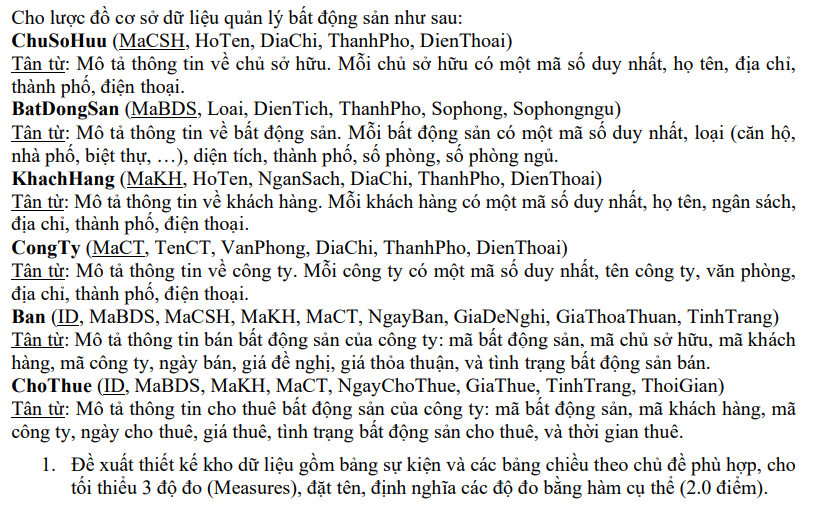 Cho lược đồ cơ sở dữ liệu quản lý bất động sản như sau:
ChuSoHuu (MaCSH, HoTen, DiaChi, ThanhPho, DienThoai)
Tân từ: Mô tả thông tin về chủ sở hữu. Mỗi chủ sở hữu có một mã số duy nhất, họ tên, địa chỉ,
thành phố, điện thoại.
BatDongSan (MaBDS, Loai, DienTich, ThanhPho, Sophong, Sophongngu)
Tân từ: Mô tả thông tin về bất động sản. Mỗi bất động sản có một mã số duy nhất, loại (căn hộ,
nhà phố, biệt thự, …), diện tích, thành phố, số phòng, số phòng ngủ.
KhachHang (MaKH, HoTen, NganSach, DiaChi, ThanhPho, DienThoai)
Tân từ: Mô tả thông tin về khách hàng. Mỗi khách hàng có một mã số duy nhất, họ tên, ngân sách,
địa chỉ, thành phố, điện thoại.
CongTy (MaCT, TenCT, VanPhong, DiaChi, ThanhPho, DienThoai)
Tân từ: Mô tả thông tin về công ty. Mỗi công ty có một mã số duy nhất, tên công ty, văn phòng,
địa chỉ, thành phố, điện thoại.
Ban (ID, MaBDS, MaCSH, MaKH, MaCT, NgayBan, GiaDeNghi, GiaThoaThuan, TinhTrang)
Tân từ: Mô tả thông tin bán bất động sản của công ty: mã bất động sản, mã chủ sở hữu, mã khách
hàng, mã công ty, ngày bán, giá đề nghị, giá thỏa thuận, và tình trạng bất động sản bán.
ChoThue (ID, MaBDS, MaKH, MaCT, NgayChoThue, GiaThue, TinhTrang, ThoiGian)
Tân từ: Mô tả thông tin cho thuê bất động sản của công ty: mã bất động sản, mã khách hàng, mã
công ty, ngày cho thuê, giá thuê, tình trạng bất động sản cho thuê, và thời gian thuê.
1. Đề xuất thiết kế kho dữ liệu gồm bảng sự kiện và các bảng chiều theo chủ đề phù hợp, cho
tối thiểu 3 độ đo (Measures), đặt tên, định nghĩa các độ đo bằng hàm cụ thể (2.0 điểm).